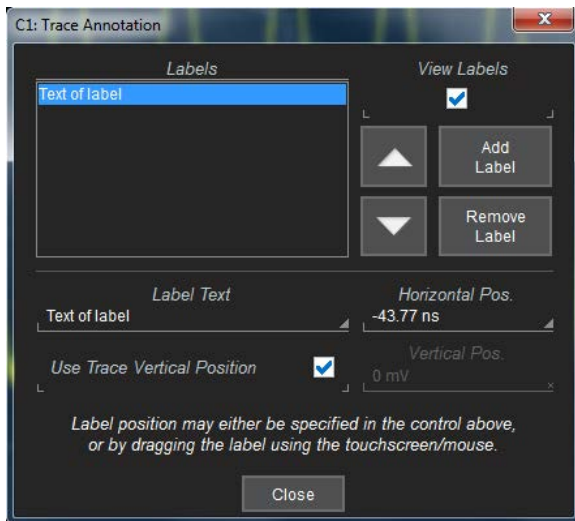 C1: Trace Annotation
Labels
View Labels
Text of label
Add
Label
Remove
Label
Label Text
Horizontal Pos.
Text of label
-43.77 ns
Use Trace Vertical Position
Vertical Pos.
0 mV
Label position may either be specified in the control above,
or by dragging the label using the touchscreen/mouse.
Close